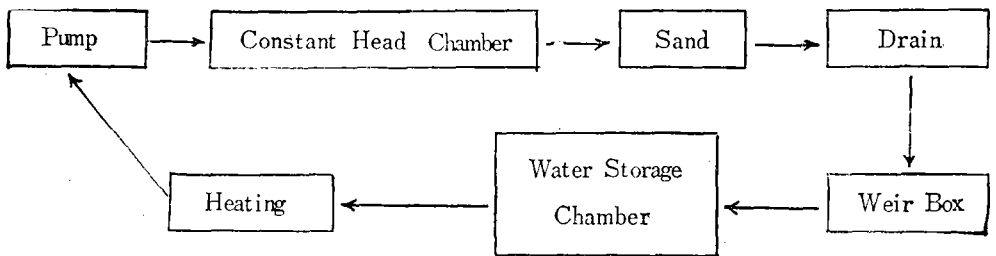 Pump
Constant Head Chamber
Sand
Drain
Water Storage
Chamber
Heating
Weir Box